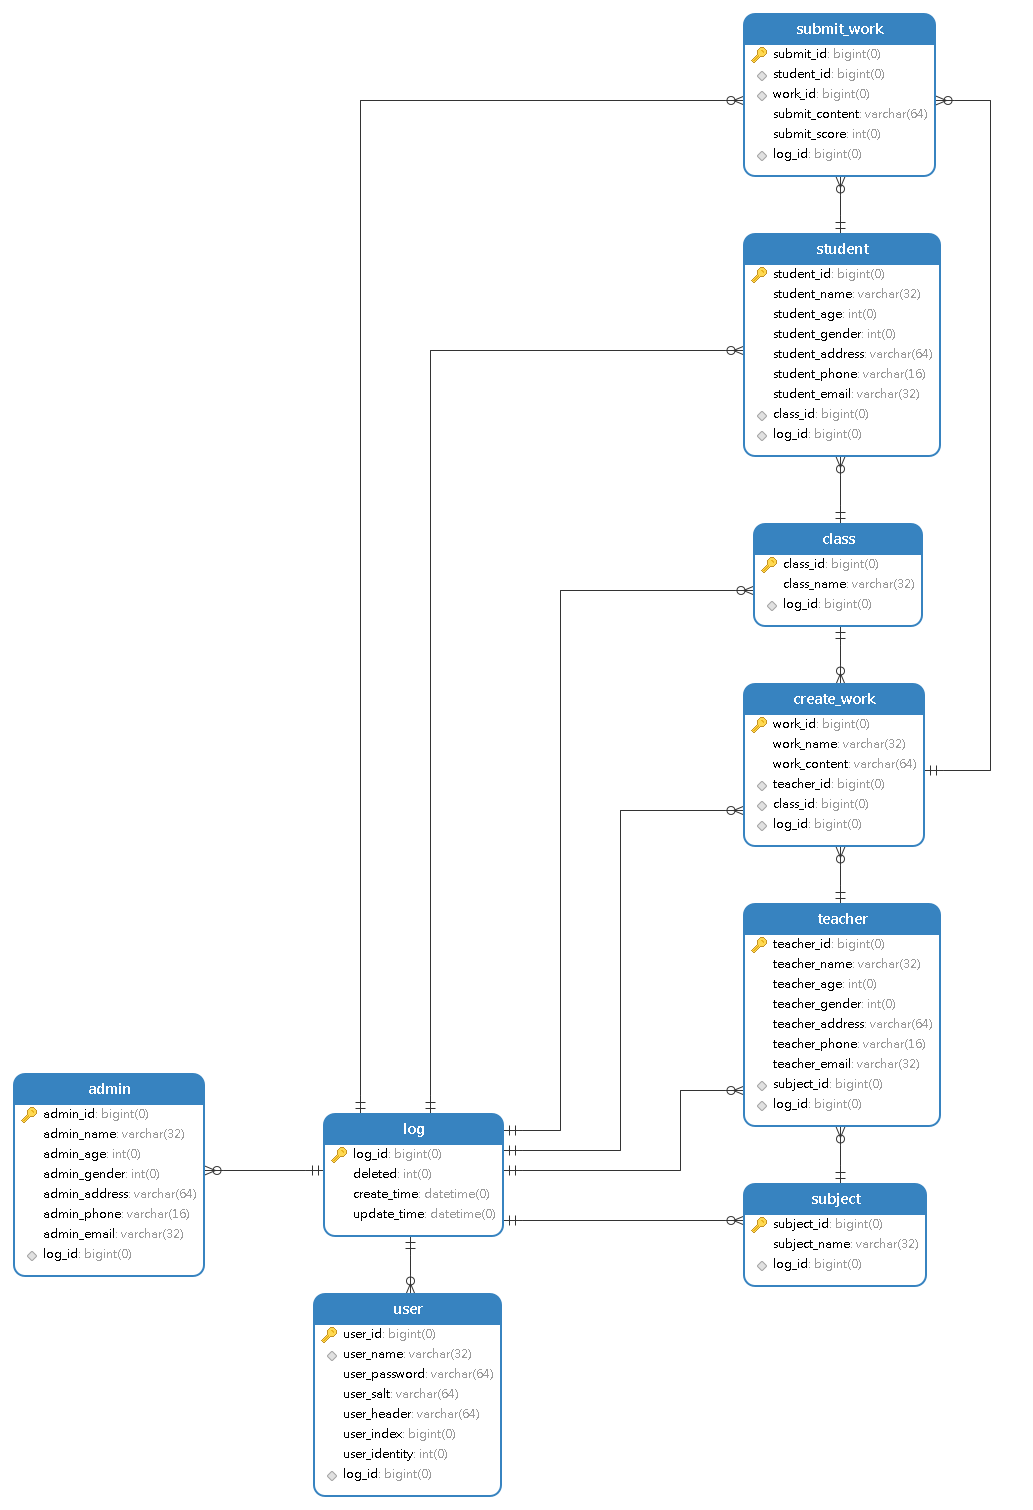 submit_work
submit_id: bigint(0)
student_id: bigint(0)
work_id: bigint(0)
submit_content: varchar(64)
submit_score: int(0)
log_id: bigint(0)
student
student_id: bigint(0)
student_name: varchar(32)
student_age: int(0)
student_gender: int(0)
student_address: varchar(64)
student_phone: varchar(16)
student_email: varchar(32)
class_id: bigint(0)
log_id: bigint(0)
class
class_id: bigint(0)
class_name: varchar(32)
log_id: bigint(0)
create_work
work_id: bigint(0)
work_name: varchar(32)
work_content: varchar(64)
teacher_id: bigint(0)
class_id: bigint(0)
log_id: bigint(0)
teacher
teacher_id: bigint(0)
teacher_name: varchar(32)
teacher_age: int(0)
teacher_gender: int(0)
teacher_address: varchar(64)
teacher_phone: varchar(16)
teacher_email: varchar(32)
subject_id: bigint(0)
log_id: bigint(0)
admin
admin_id: bigint(0)
admin_name: varchar(32)
admin_age: int(0)
admin_gender: int(0)
admin_address: varchar(64)
admin_phone: varchar(16)
admin_email: varchar(32)
log_id: bigint(0)
log
log_id: bigint(0)
deleted: int(0)
create_time: datetime(0)
update_time: datetime(0)
subject
subject_id: bigint(0)
subject_name: varchar(32)
log_id: bigint(0)
user
user_id: bigint(0)
user_name: varchar(32)
user_password: varchar(64)
user_salt: varchar(64)
user_header: varchar(64)
user_index: bigint(0)
user_identity: int(0)
log_id: bigint(0)